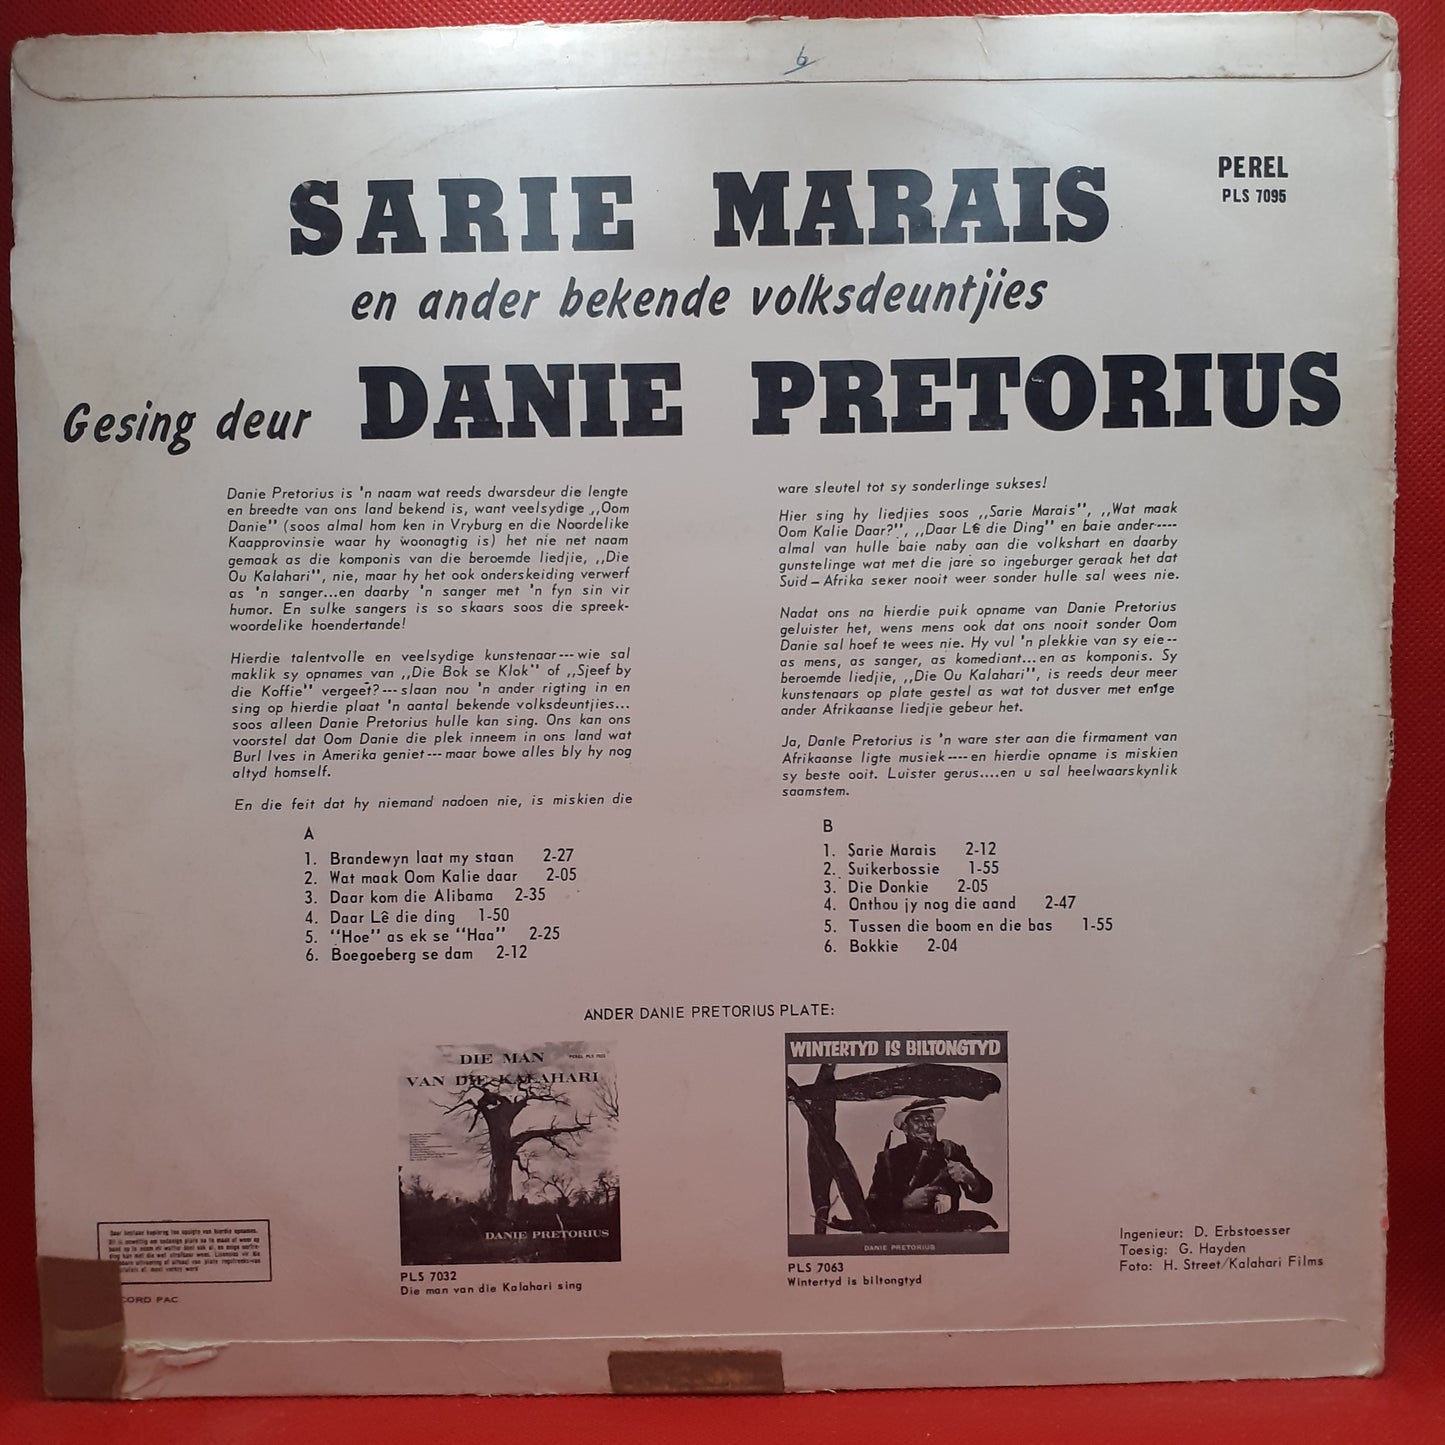 6
PEREL
PLS 7095
SARIE MARAIS
en ander bekende volksdeuntjies
Gesing deur DANIE PRETORIUS
Danie Pretorius is 'n naam wat reeds dwarsdeur die lengte
en breedte van ons land bekend is, want veelsydige ,,Oom
Danie'' (soos almal hom ken in Vryburg en die Noordelike
Kaapprovinsie waar hy woonagtig is) het nie net naam
gemaak as die komponis van die beroemde liedjie, ,,Die
Ou Kalahari'', nie, maar hy het ook onderskeiding verwerf
as 'n sanger...en daarby 'n sanger met 'n fyn sin vir
humor. En sulke sangers is so skaars soos die spreek-
woordelike hoendertande!
Hierdie talentvolle en veelsydige kunstenaar---wie sal
maklik sy opnames van ,,Die Bok se Klok'' of ,,Sjeef by
die Koffie'' vergeet?---slaan nou 'n ander rigting in en
sing op hierdie plaat 'n aantal bekende volksdeuntjies...
soos alleen Danie Pretorius hulle kan sing. Ons kan ons
voorstel dat Oom Danie die plek inneem in ons land wat
Burl Ives in Amerika geniet---maar bowe alles bly hy nog
altyd homself.
En die feit dat hy niemand nadoen nie, is miskien die
ware sleutel tot sy sonderlinge sukses!
Hier sing hy liedjies soos ,,Sarie Marais'', ,,Wat maak
Oom Kalie Daar?'', ,,Daar Lê die Ding'' en baie ander----
almal van hulle baie naby aan die volkshart en daarby
gunstelinge wat met die jare so ingeburger geraak het dat
Suid–Afrika seker nooit weer sonder hulle sal wees nie.
Nadat ons na hierdie puik opname van Danie Pretorius
geluister het, wens mens ook dat ons nooit sonder Oom
Danie sal hoef te wees nie. Hy vul 'n plekkie van sy eie--
as mens, as sanger, as komediant...en as komponis. Sy
beroemde liedjie, ,,Die Ou Kalahari'', is reeds deur meer
kunstenaars op plate gestel as wat tot dusver met enige
ander Afrikaanse liedjie gebeur het.
Ja, Danie Pretorius is 'n ware ster aan die firmament van
Afrikaanse ligte musiek----en hierdie opname is miskien
sy beste ooit. Luister gerus....en u sal heelwaarskynlik
saamstem.
A
1. Brandewyn laat my staan 2-27
2. Wat maak Oom Kalie daar 2-05
3. Daar kom die Alibama 2-35
4. Daar Lê die ding 1-50
5. "Hoe" as ek se "Haa" 2-25
6. Boegoeberg se dam 2-12
B
1. Sarie Marais 2-12
2. Suikerbossie 1-55
3. Die Donkie 2-05
4. Onthou jy nog die aand 2-47
5. Tussen die boom en die bas 1-55
6. Bokkie 2-04
ANDER DANIE PRETORIUS PLATE:
DIE MAN
PEREL PLS 7032
VAN DIE KALAHARI
DANIE PRETORIUS
PLS 7032
Die man van die Kalahari sing
WINTERTYD IS BILTONGTYD
DANIE PRETORIUS
PLS 7063
Wintertyd is biltongtyd
Ingenieur: D. Erbstoesser
Toesig: G. Hayden
Foto: H. Street/Kalahari Films
Daar bestaan kopiereg ten opsigte van hierdie opnames.
CORD PAC